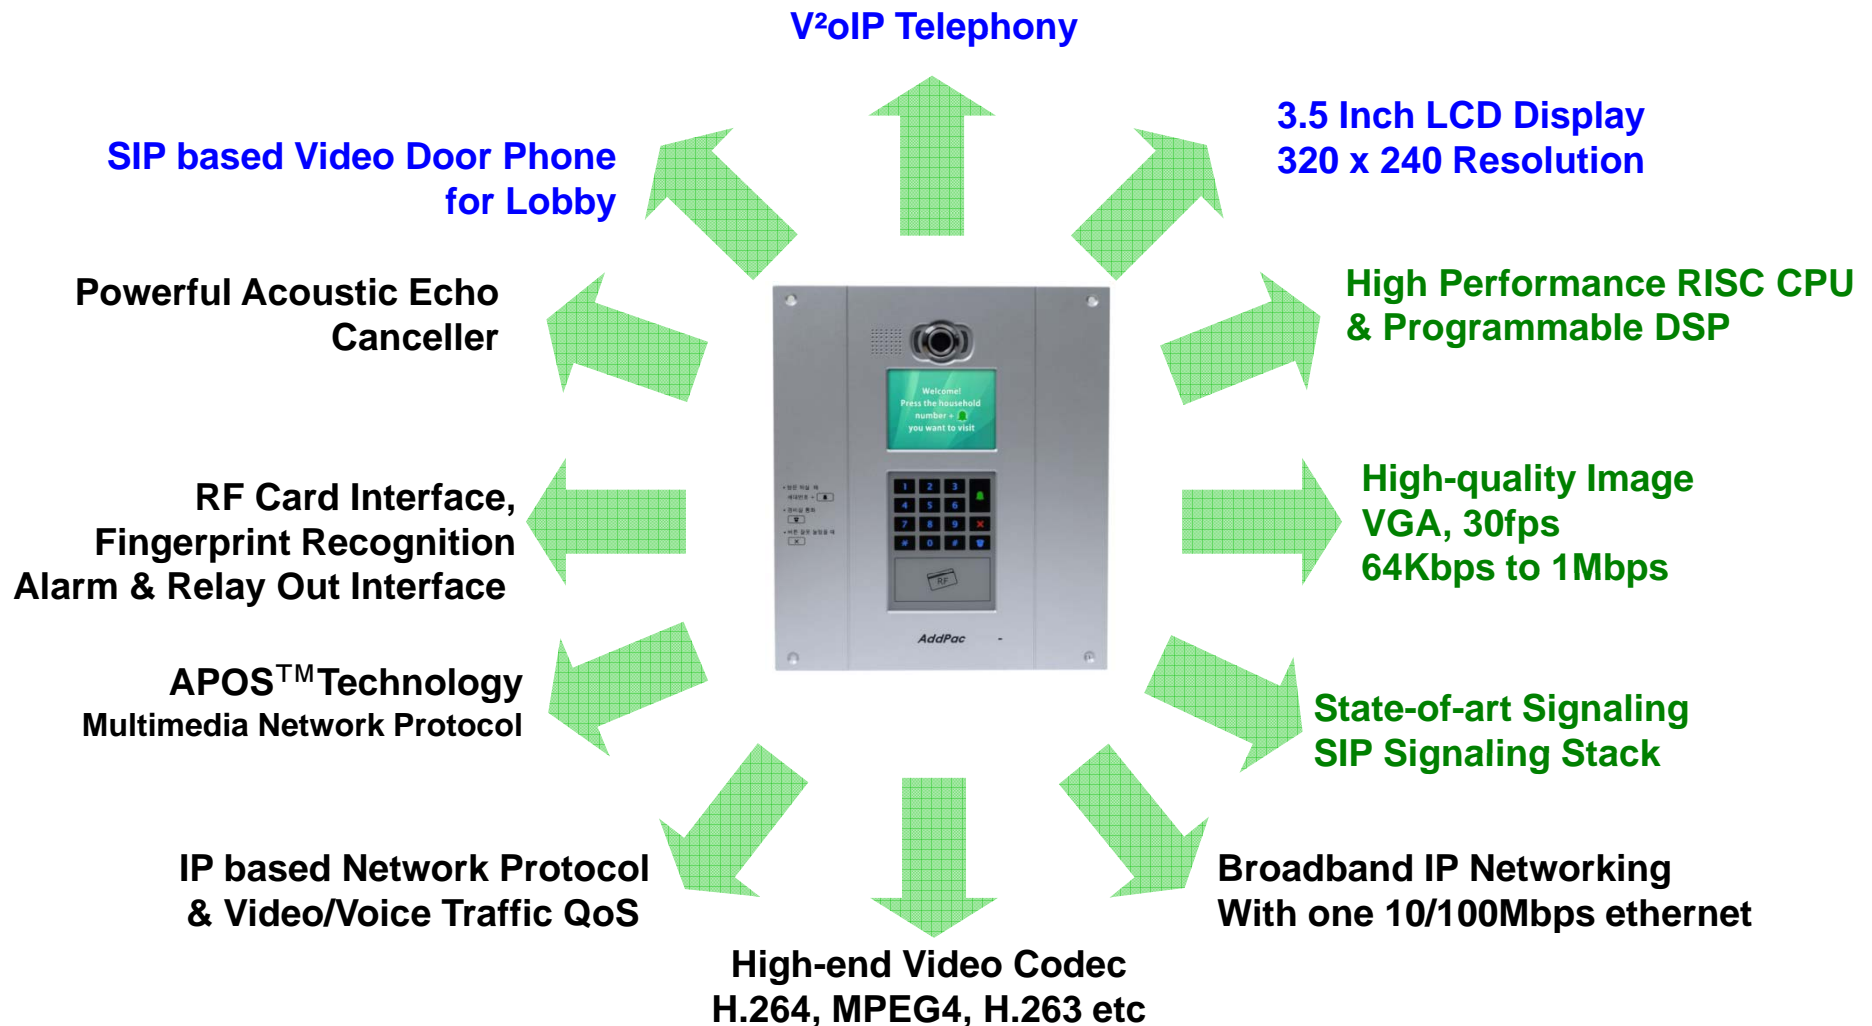 V²oIP Telephony
SIP based Video Door Phone
for Lobby
3.5 Inch LCD Display
320 x 240 Resolution
Powerful Acoustic Echo
Canceller
High Performance RISC CPU
& Programmable DSP
RF Card Interface,
Fingerprint Recognition
Alarm & Relay Out Interface
High-quality Image
VGA, 30fps
64Kbps to 1Mbps
APOS™Technology
Multimedia Network Protocol
State-of-art Signaling
SIP Signaling Stack
IP based Network Protocol
& Video/Voice Traffic QoS
Broadband IP Networking
With one 10/100Mbps ethernet
High-end Video Codec
H.264, MPEG4, H.263 etc
Welcome!
Press the household
number +
you want to visit
1 2 3
4 5 6
7 8 9 ×
* 0 #
RF
AddPac